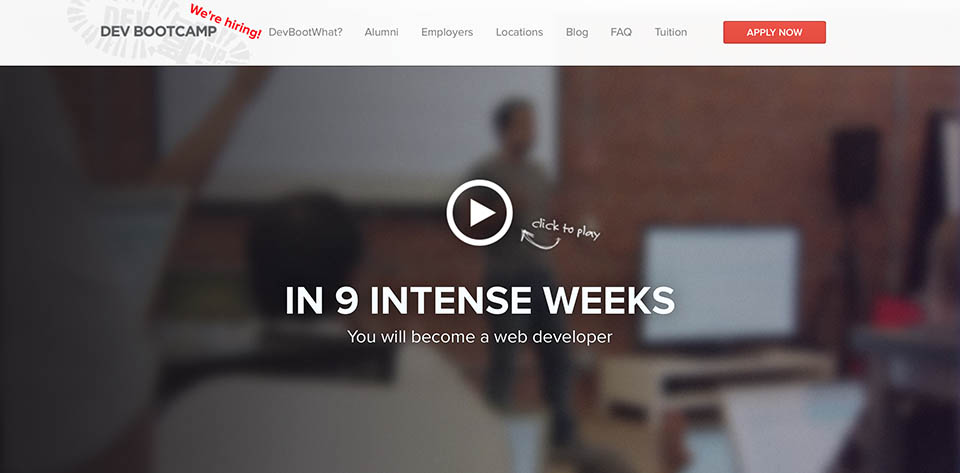 We're hiring!
DEV BOOTCAMP
DevBootWhat? Alumni Employers Locations Blog FAQ Tuition APPLY NOW
click to play
IN 9 INTENSE WEEKS
You will become a web developer